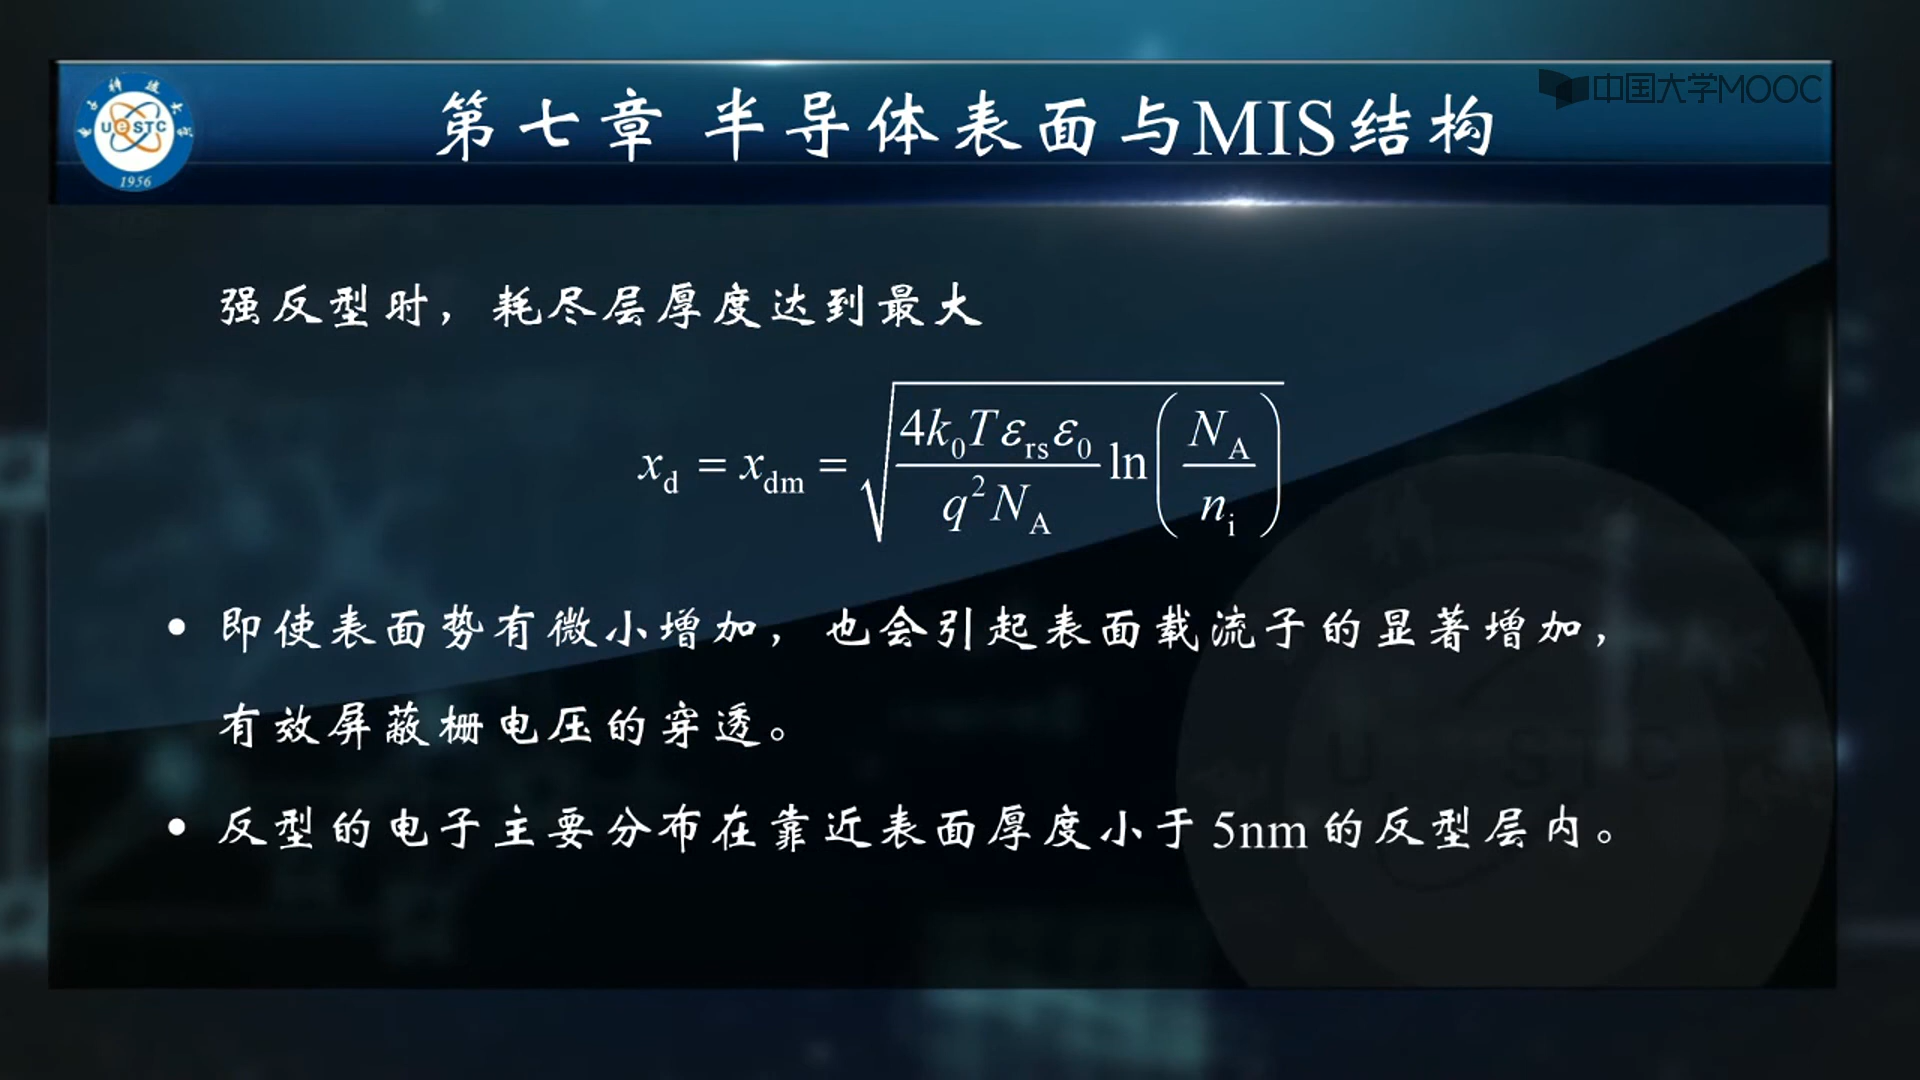 中国大学MOOC
UeSTC
1956
第七章 半导体表面与MIS结构
强反型时，耗尽层厚度达到最大
x_d = x_dm = √(4k₀Tε_rsε₀ / q²N_A ln(N_A / n_i))
• 即使表面势有微小增加，也会引起表面载流子的显著增加，
有效屏蔽栅电压的穿透。
• 反型的电子主要分布在靠近表面厚度小于5nm的反型层内。